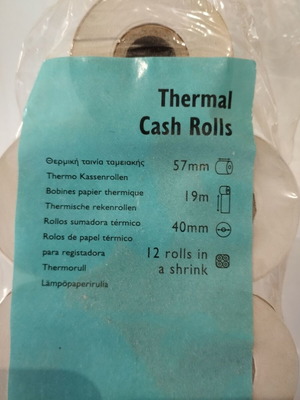 Thermal
Cash Rolls
Θερμική ταινία ταμειακής
Thermo Kassenrollen
Bobines papier thermique
Thermische rekenrollen
Rollos sumadora térmico
Rolos de papel térmico
para registadora
Thermorull
Lämpöpaperirulla
57mm
19m
40mm
12 rolls in
a shrink